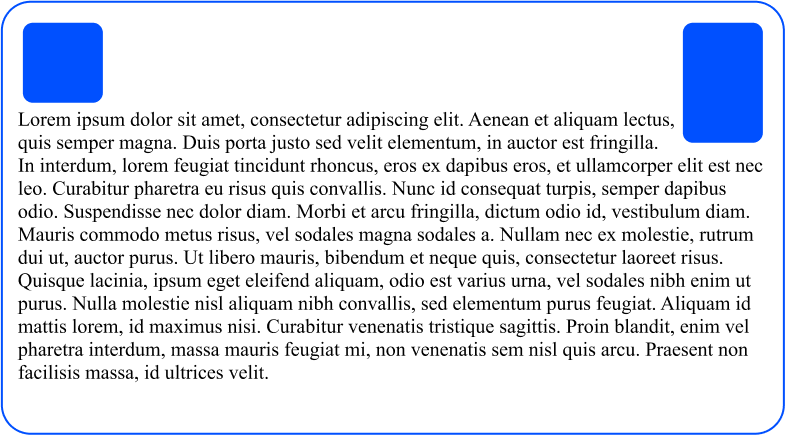 Lorem ipsum dolor sit amet, consectetur adipiscing elit. Aenean et aliquam lectus,
quis semper magna. Duis porta justo sed velit elementum, in auctor est fringilla.
In interdum, lorem feugiat tincidunt rhoncus, eros ex dapibus eros, et ullamcorper elit est nec
leo. Curabitur pharetra eu risus quis convallis. Nunc id consequat turpis, semper dapibus
odio. Suspendisse nec dolor diam. Morbi et arcu fringilla, dictum odio id, vestibulum diam.
Mauris commodo metus risus, vel sodales magna sodales a. Nullam nec ex molestie, rutrum
dui ut, auctor purus. Ut libero mauris, bibendum et neque quis, consectetur laoreet risus.
Quisque lacinia, ipsum eget eleifend aliquam, odio est varius urna, vel sodales nibh enim ut
purus. Nulla molestie nisl aliquam nibh convallis, sed elementum purus feugiat. Aliquam id
mattis lorem, id maximus nisi. Curabitur venenatis tristique sagittis. Proin blandit, enim vel
pharetra interdum, massa mauris feugiat mi, non venenatis sem nisl quis arcu. Praesent non
facilisis massa, id ultrices velit.